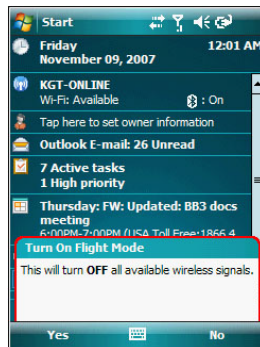 Start
Friday 12:01 AM
November 09, 2007
KGT-ONLINE
Wi-Fi: Available : On
Tap here to set owner information
Outlook E-mail: 26 Unread
7 Active tasks
1 High priority
Thursday: FW: Updated: BB3 docs
meeting
6:00PM-7:00PM (USA Toll Free:1866 4
Turn On Flight Mode
This will turn OFF all available wireless signals.
Yes No